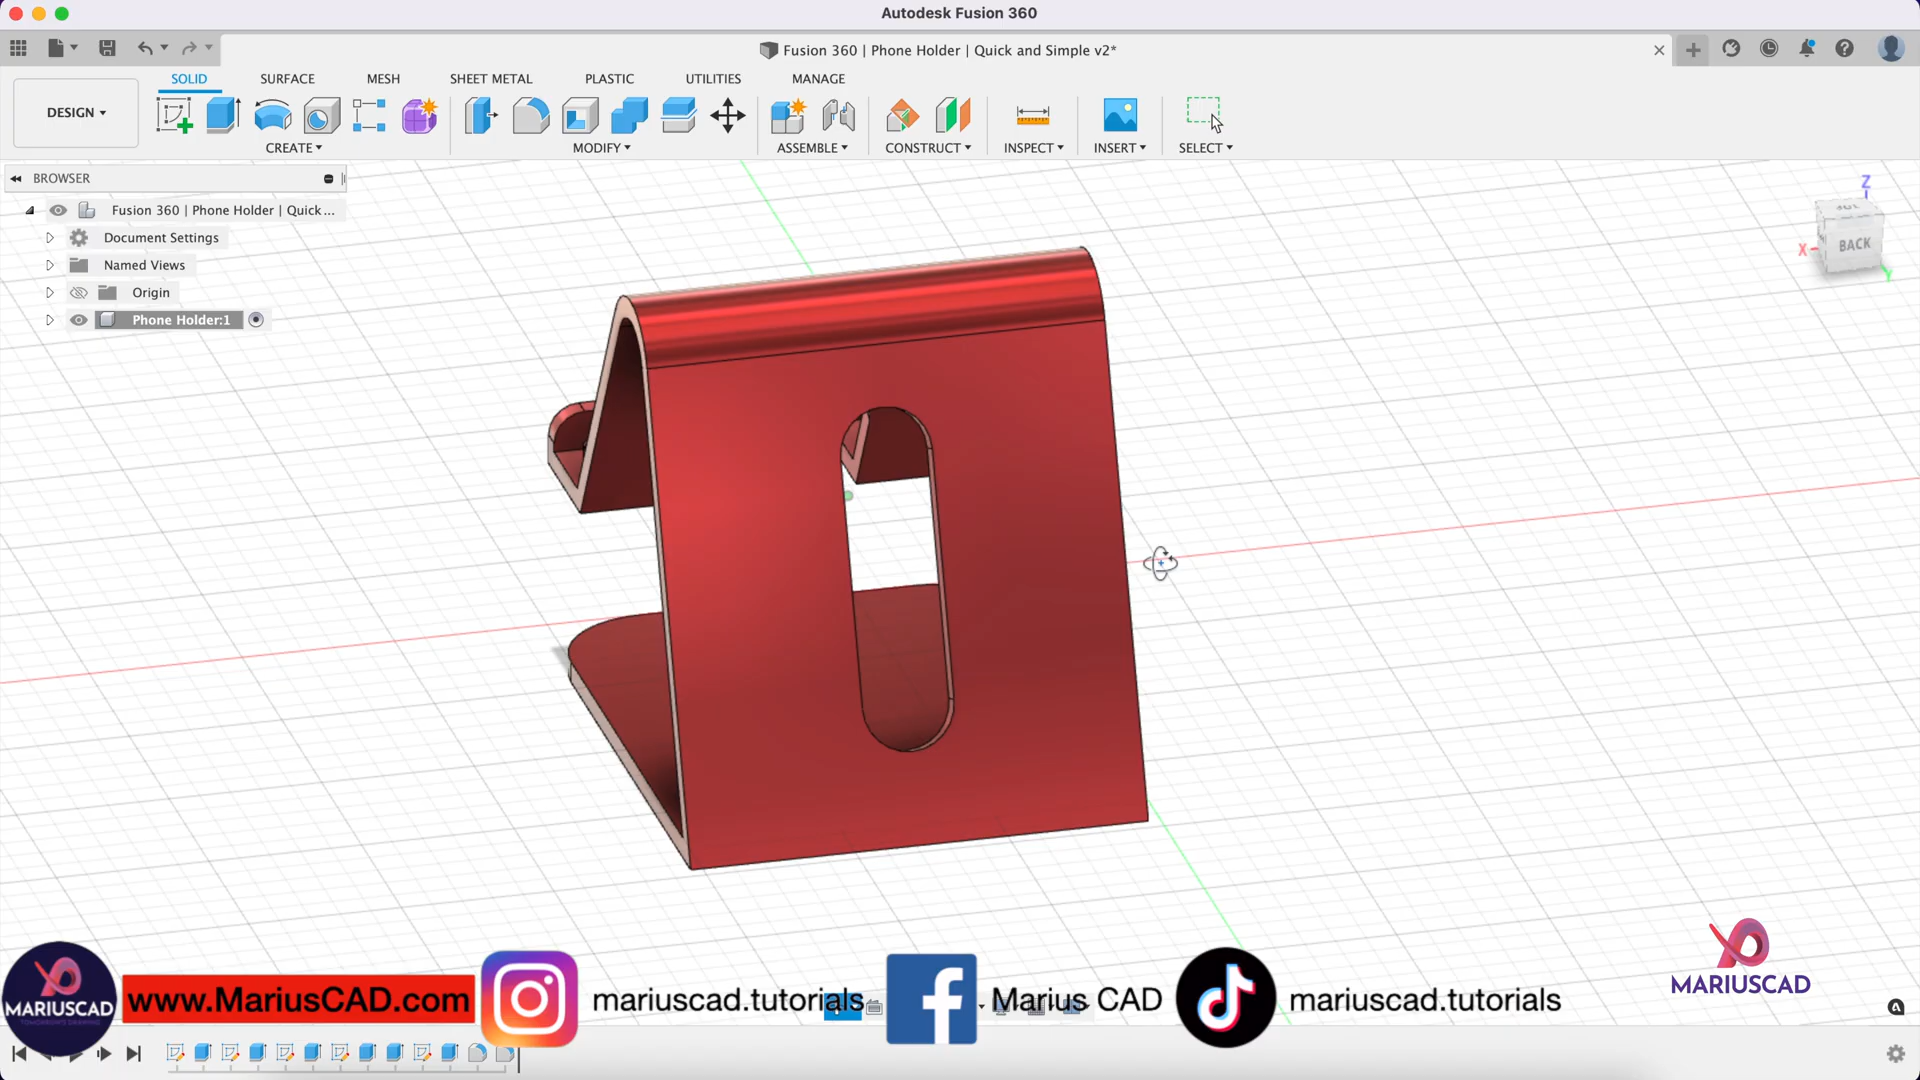 Autodesk Fusion 360
Fusion 360 | Phone Holder | Quick and Simple v2*
SOLID SURFACE MESH SHEET METAL PLASTIC UTILITIES MANAGE
DESIGN
CREATE MODIFY ASSEMBLE CONSTRUCT INSPECT INSERT SELECT
BROWSER
Fusion 360 | Phone Holder | Quick ...
Document Settings
Named Views
Origin
Phone Holder:1
Z
X
Y
BACK
MARIUSCAD
www.MariusCAD.com
mariuscad.tutorials
Marius CAD
mariuscad.tutorials
MARIUSCAD